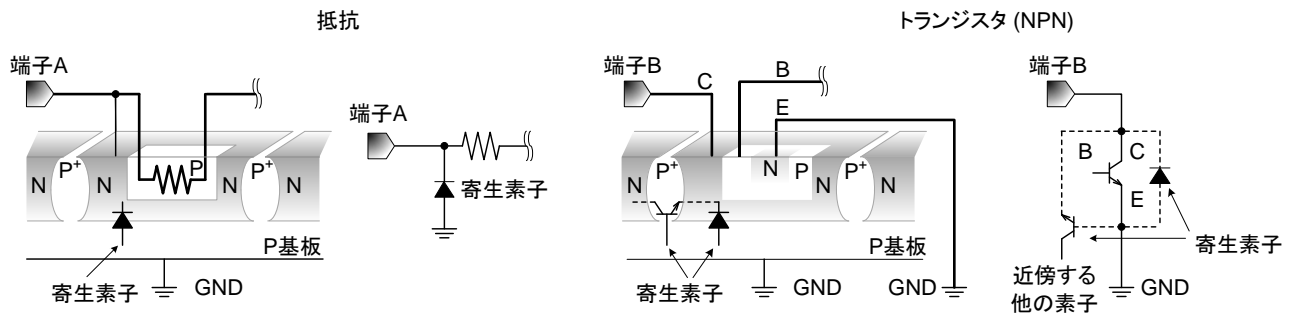 抵抗
端子A
N
P+
N
P
N
P+
N
P基板
寄生素子
GND
端子A
寄生素子
トランジスタ (NPN)
端子B
C
B
E
N
P+
N
P
N
P+
N
P基板
寄生素子
GND
GND
端子B
B
C
E
寄生素子
近傍する
他の素子
GND